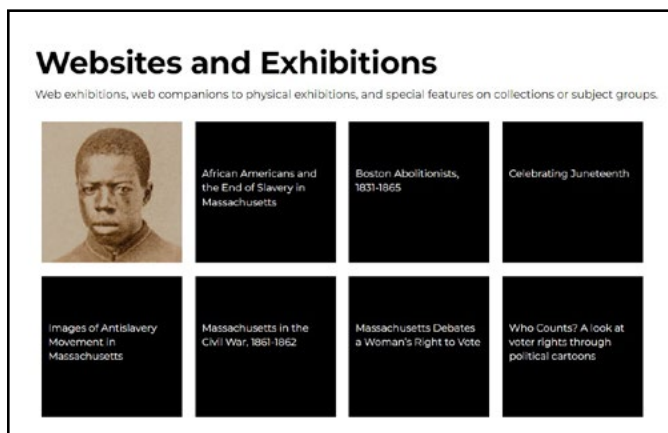 Websites and Exhibitions
Web exhibitions, web companions to physical exhibitions, and special features on collections or subject groups.
African Americans and
the End of Slavery in
Massachusetts
Boston Abolitionists,
1831-1865
Celebrating Juneteenth
Images of Antislavery
Movement in
Massachusetts
Massachusetts in the
Civil War, 1861-1862
Massachusetts Debates
a Woman's Right to Vote
Who Counts? A look at
voter rights through
political cartoons